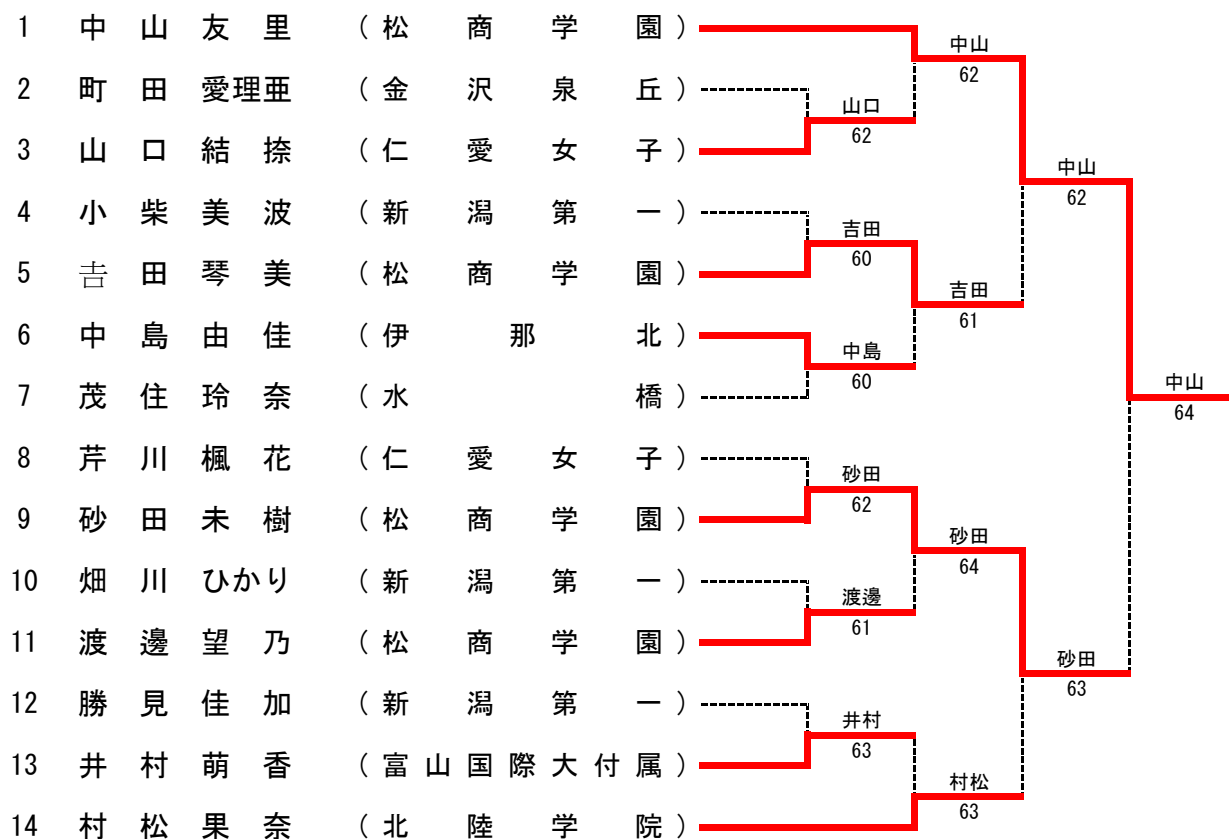 1 中山友里 (松商学園)
2 町田愛理亜 (金沢泉丘)
3 山口結捺 (仁愛女子)
4 小柴美波 (新潟第一)
5 𠮷田琴美 (松商学園)
6 中島由佳 (伊那北)
7 茂住玲奈 (水橋)
8 芹川楓花 (仁愛女子)
9 砂田未樹 (松商学園)
10 畑川ひかり (新潟第一)
11 渡邊望乃 (松商学園)
12 勝見佳加 (新潟第一)
13 井村萌香 (富山国際大付属)
14 村松果奈 (北陸学院)
山口
62
吉田
60
中島
60
砂田
62
渡邊
61
井村
63
中山
62
吉田
61
砂田
64
村松
63
中山
62
砂田
63
中山
64